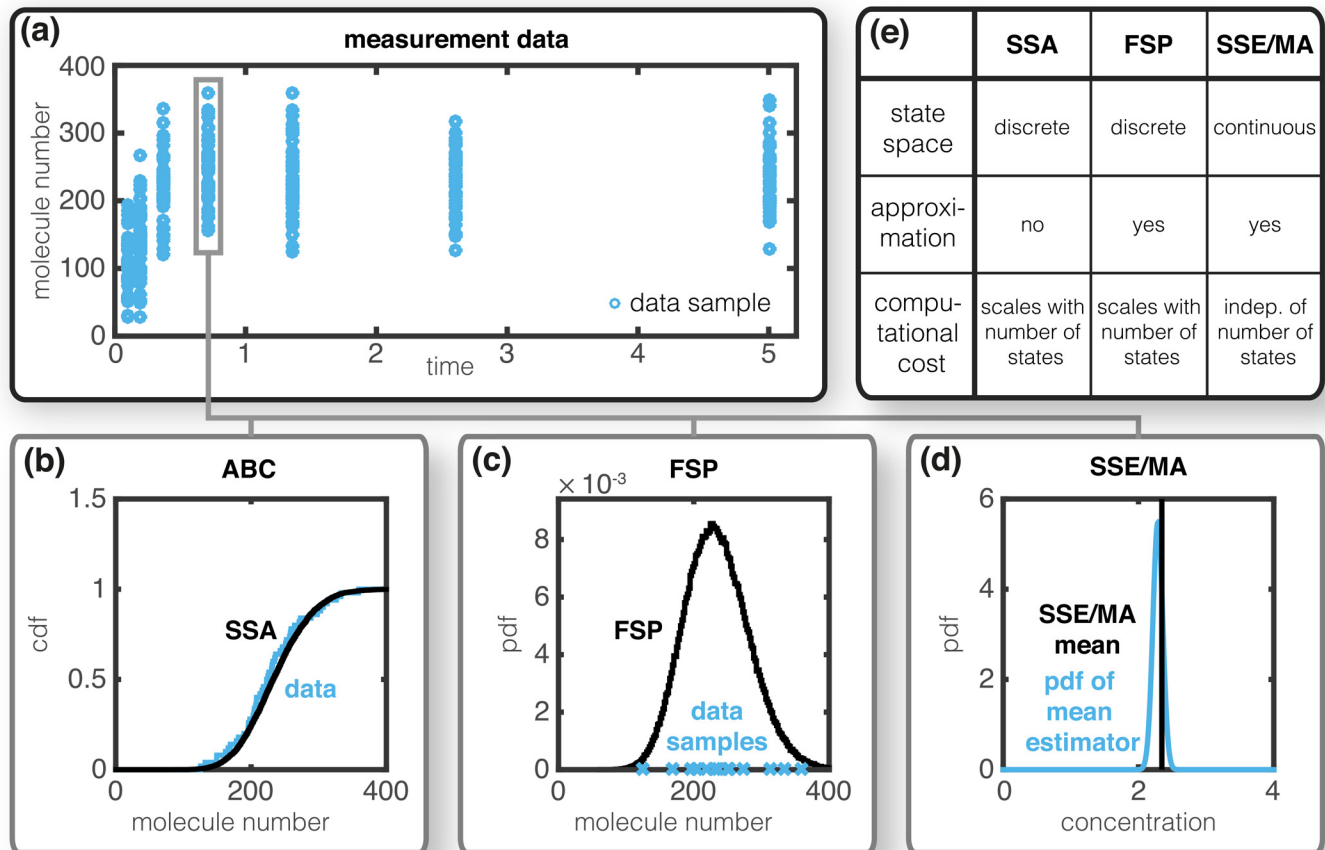 (a)
measurement data
400
300
200
100
0
molecule number
0 1 2 3 4 5
time
data sample
(e)
SSA FSP SSE/MA
state
space
discrete discrete continuous
approxi-
mation
no yes yes
compu-
tational
cost
scales with
number of
states
scales with
number of
states
indep. of
number of
states
(b)
ABC
1.5
1
0.5
0
cdf
SSA
data
0 200 400
molecule number
(c)
FSP
× 10⁻³
8
6
4
2
0
pdf
FSP
data
samples
0 200 400
molecule number
(d)
SSE/MA
6
4
2
0
pdf
SSE/MA
mean
pdf of
mean
estimator
0 2 4
concentration